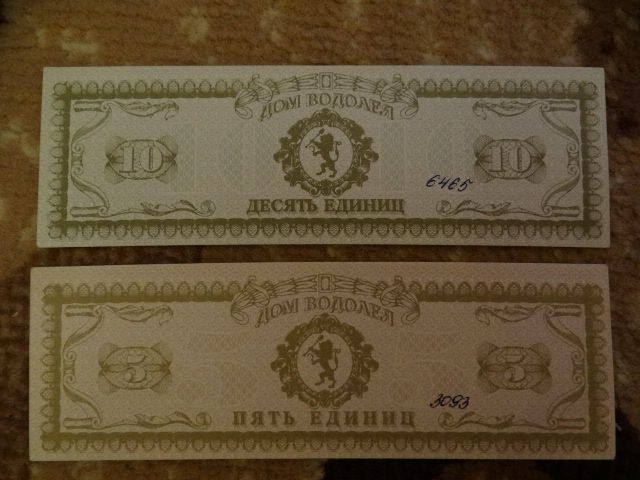 ДОМ ВОДОЛЕЯ
10 10
6465
ДЕСЯТЬ ЕДИНИЦ
ДОМ ВОДОЛЕЯ
5 5
3093
ПЯТЬ ЕДИНИЦ